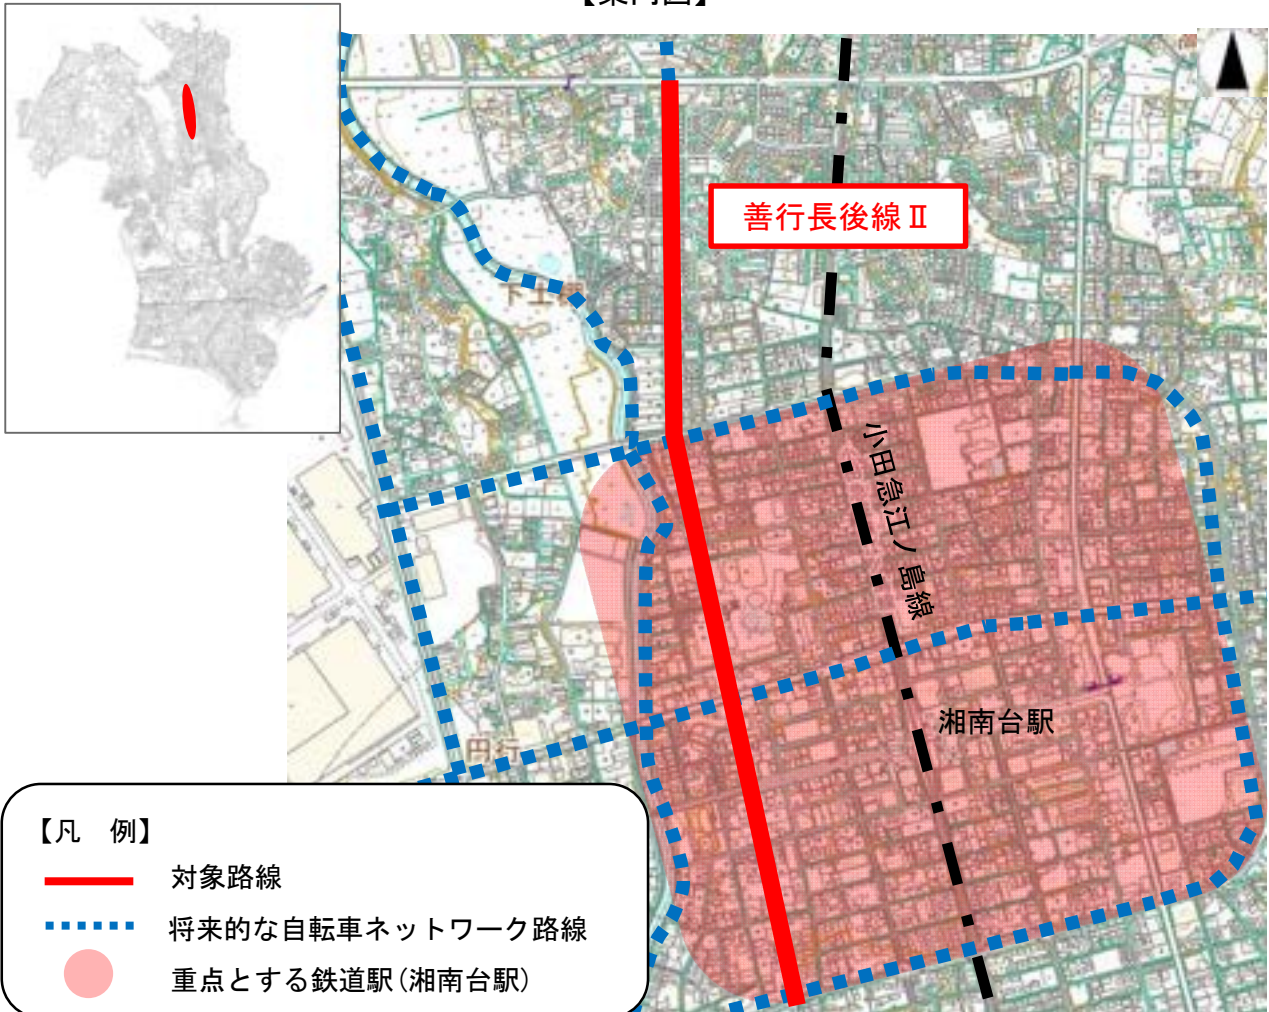 【案内図】
善行長後線Ⅱ
小田急江ノ島線
湘南台駅
【凡　例】
対象路線
将来的な自転車ネットワーク路線
重点とする鉄道駅(湘南台駅)